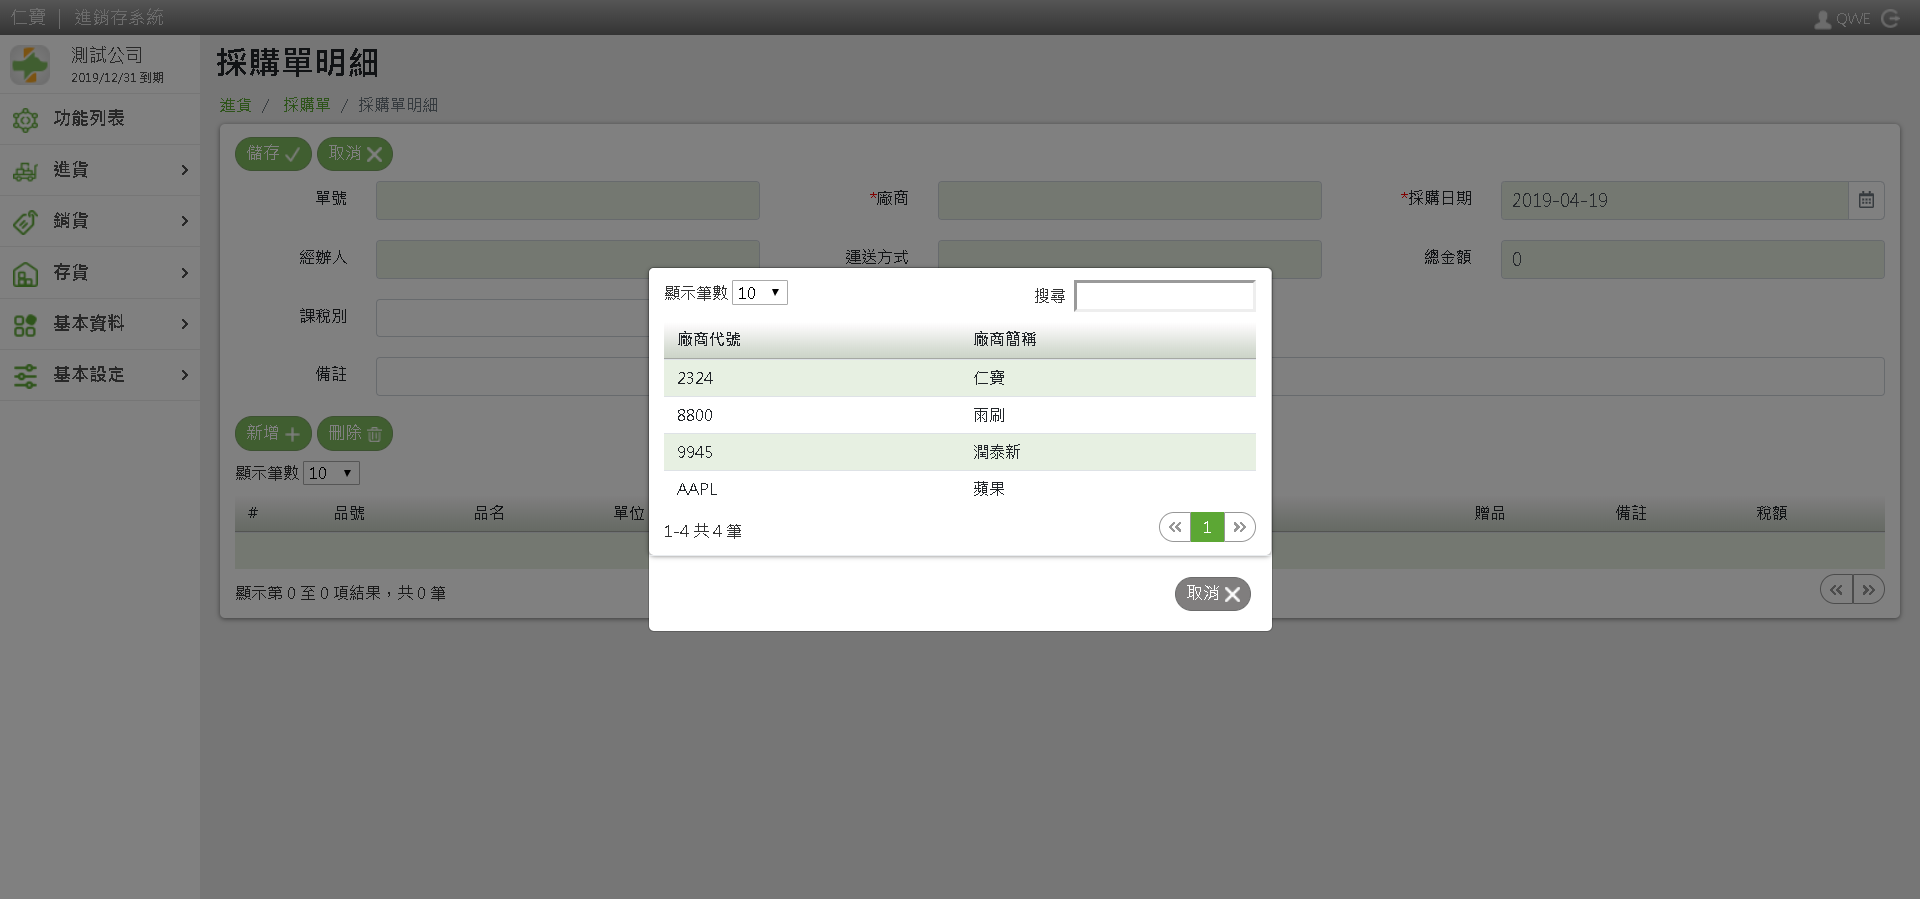 仁寶 | 進銷存系統
QWE
測試公司
2019/12/31 到期
功能列表
進貨
銷貨
存貨
基本資料
基本設定
採購單明細
進貨 / 採購單 / 採購單明細
儲存 取消
單號 *廠商 *採購日期 2019-04-19
經辦人 運送方式 總金額 0
課稅別
備註
新增 刪除
顯示筆數 10
# 品號 品名 單位 贈品 備註 稅額
顯示第 0 至 0 項結果，共 0 筆
« »
顯示筆數 10 搜尋
廠商代號 廠商簡稱
2324 仁寶
8800 雨刷
9945 潤泰新
AAPL 蘋果
1-4 共 4 筆 « 1 »
取消